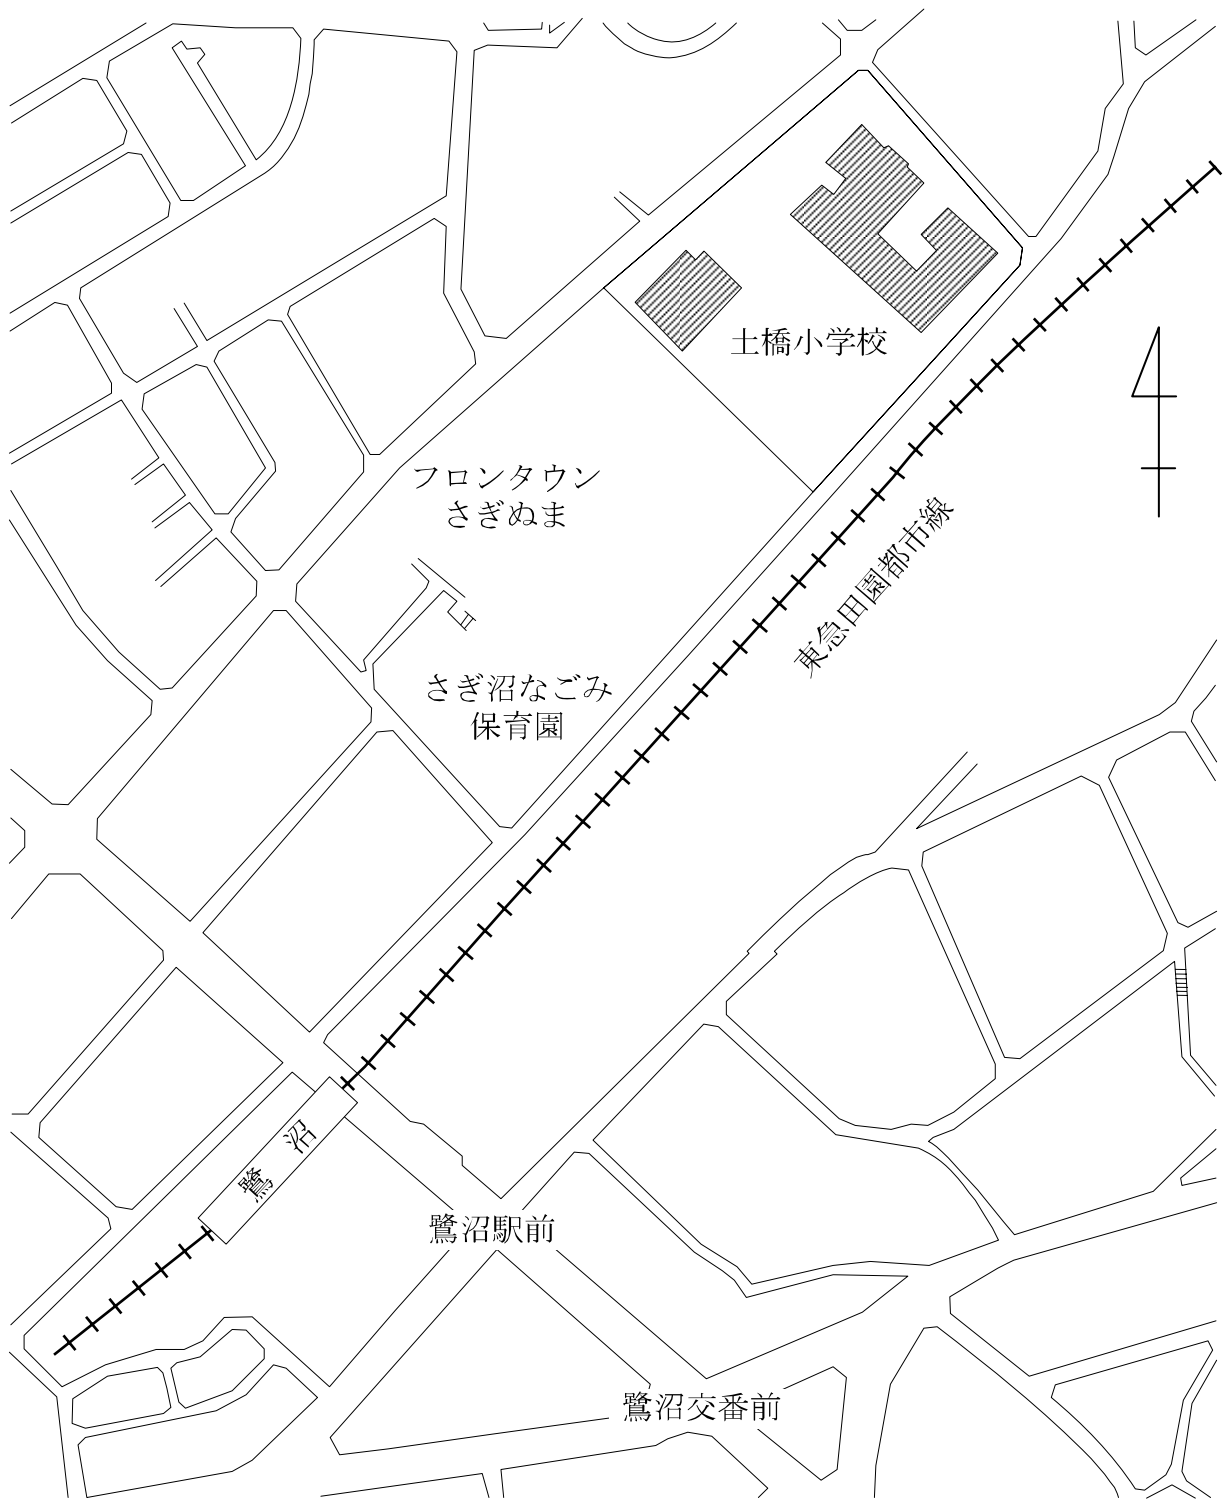 土橋小学校
フロンタウン
さぎぬま
東急田園都市線
さぎ沼なごみ
保育園
鷺沼
鷺沼駅前
鷺沼交番前